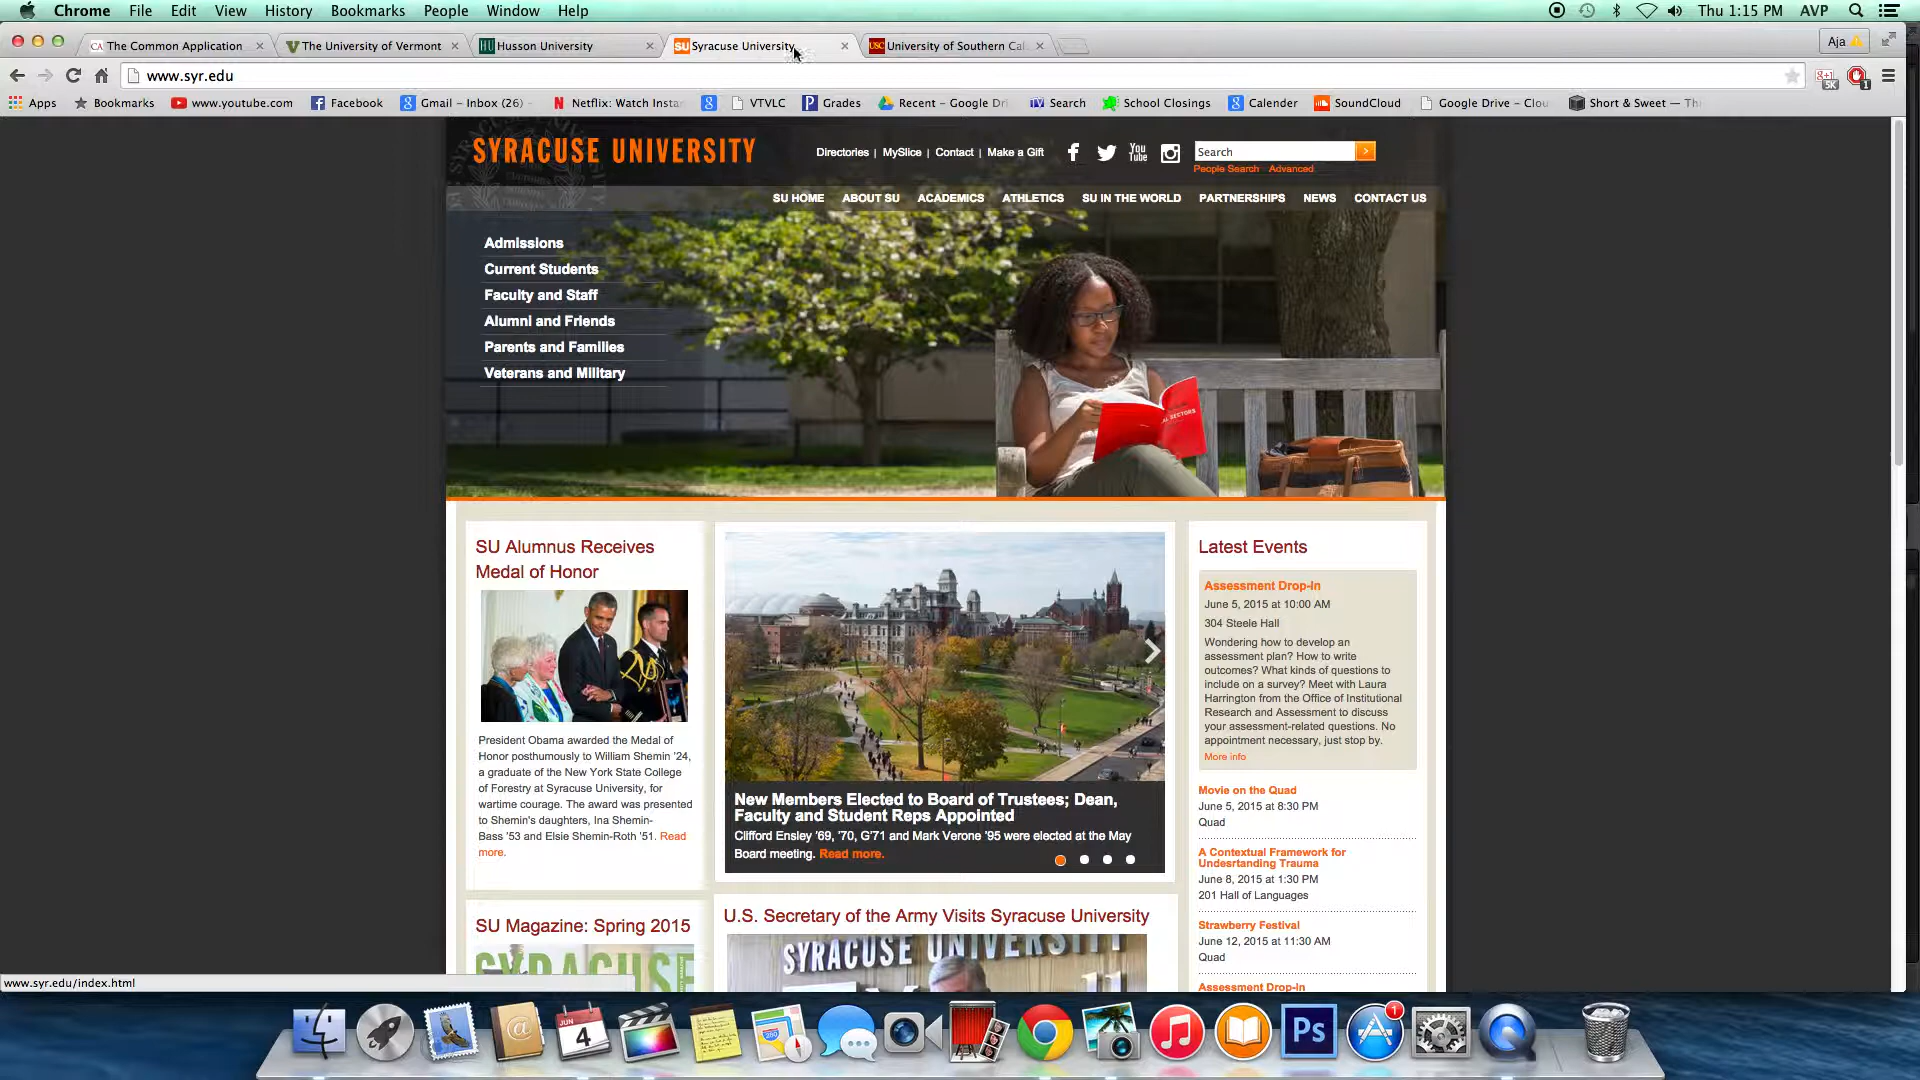 Chrome File Edit View History Bookmarks People Window Help Thu 1:15 PM AVP
CA The Common Application The University of Vermont HU Husson University SU Syracuse University USC University of Southern Cal Aja
www.syr.edu
Apps Bookmarks www.youtube.com Facebook Gmail – Inbox (26) - Netflix: Watch Insta VTVLC Grades Recent – Google Dri TV Search School Closings Calender SoundCloud Google Drive – Clou Short & Sweet — Th
SYRACUSE UNIVERSITY
Directories | MySlice | Contact | Make a Gift
You Tube
Search
People Search Advanced
SU HOME ABOUT SU ACADEMICS ATHLETICS SU IN THE WORLD PARTNERSHIPS NEWS CONTACT US
Admissions
Current Students
Faculty and Staff
Alumni and Friends
Parents and Families
Veterans and Military
SU Alumnus Receives
Medal of Honor
President Obama awarded the Medal of
Honor posthumously to William Shemin '24,
a graduate of the New York State College
of Forestry at Syracuse University, for
wartime courage. The award was presented
to Shemin's daughters, Ina Shemin-
Bass '53 and Elsie Shemin-Roth '51. Read
more.
SU Magazine: Spring 2015
SYRACUSE
New Members Elected to Board of Trustees; Dean,
Faculty and Student Reps Appointed
Clifford Ensley '69, '70, G'71 and Mark Verone '95 were elected at the May
Board meeting. Read more.
U.S. Secretary of the Army Visits Syracuse University
SYRACUSE UNIVERSITY
Latest Events
Assessment Drop-In
June 5, 2015 at 10:00 AM
304 Steele Hall
Wondering how to develop an
assessment plan? How to write
outcomes? What kinds of questions to
include on a survey? Meet with Laura
Harrington from the Office of Institutional
Research and Assessment to discuss
your assessment-related questions. No
appointment necessary, just stop by.
More info
Movie on the Quad
June 5, 2015 at 8:30 PM
Quad
A Contextual Framework for
Undesrtanding Trauma
June 8, 2015 at 1:30 PM
201 Hall of Languages
Strawberry Festival
June 12, 2015 at 11:30 AM
Quad
Assessment Drop-In
www.syr.edu/index.html
JUN
4
Ps
1